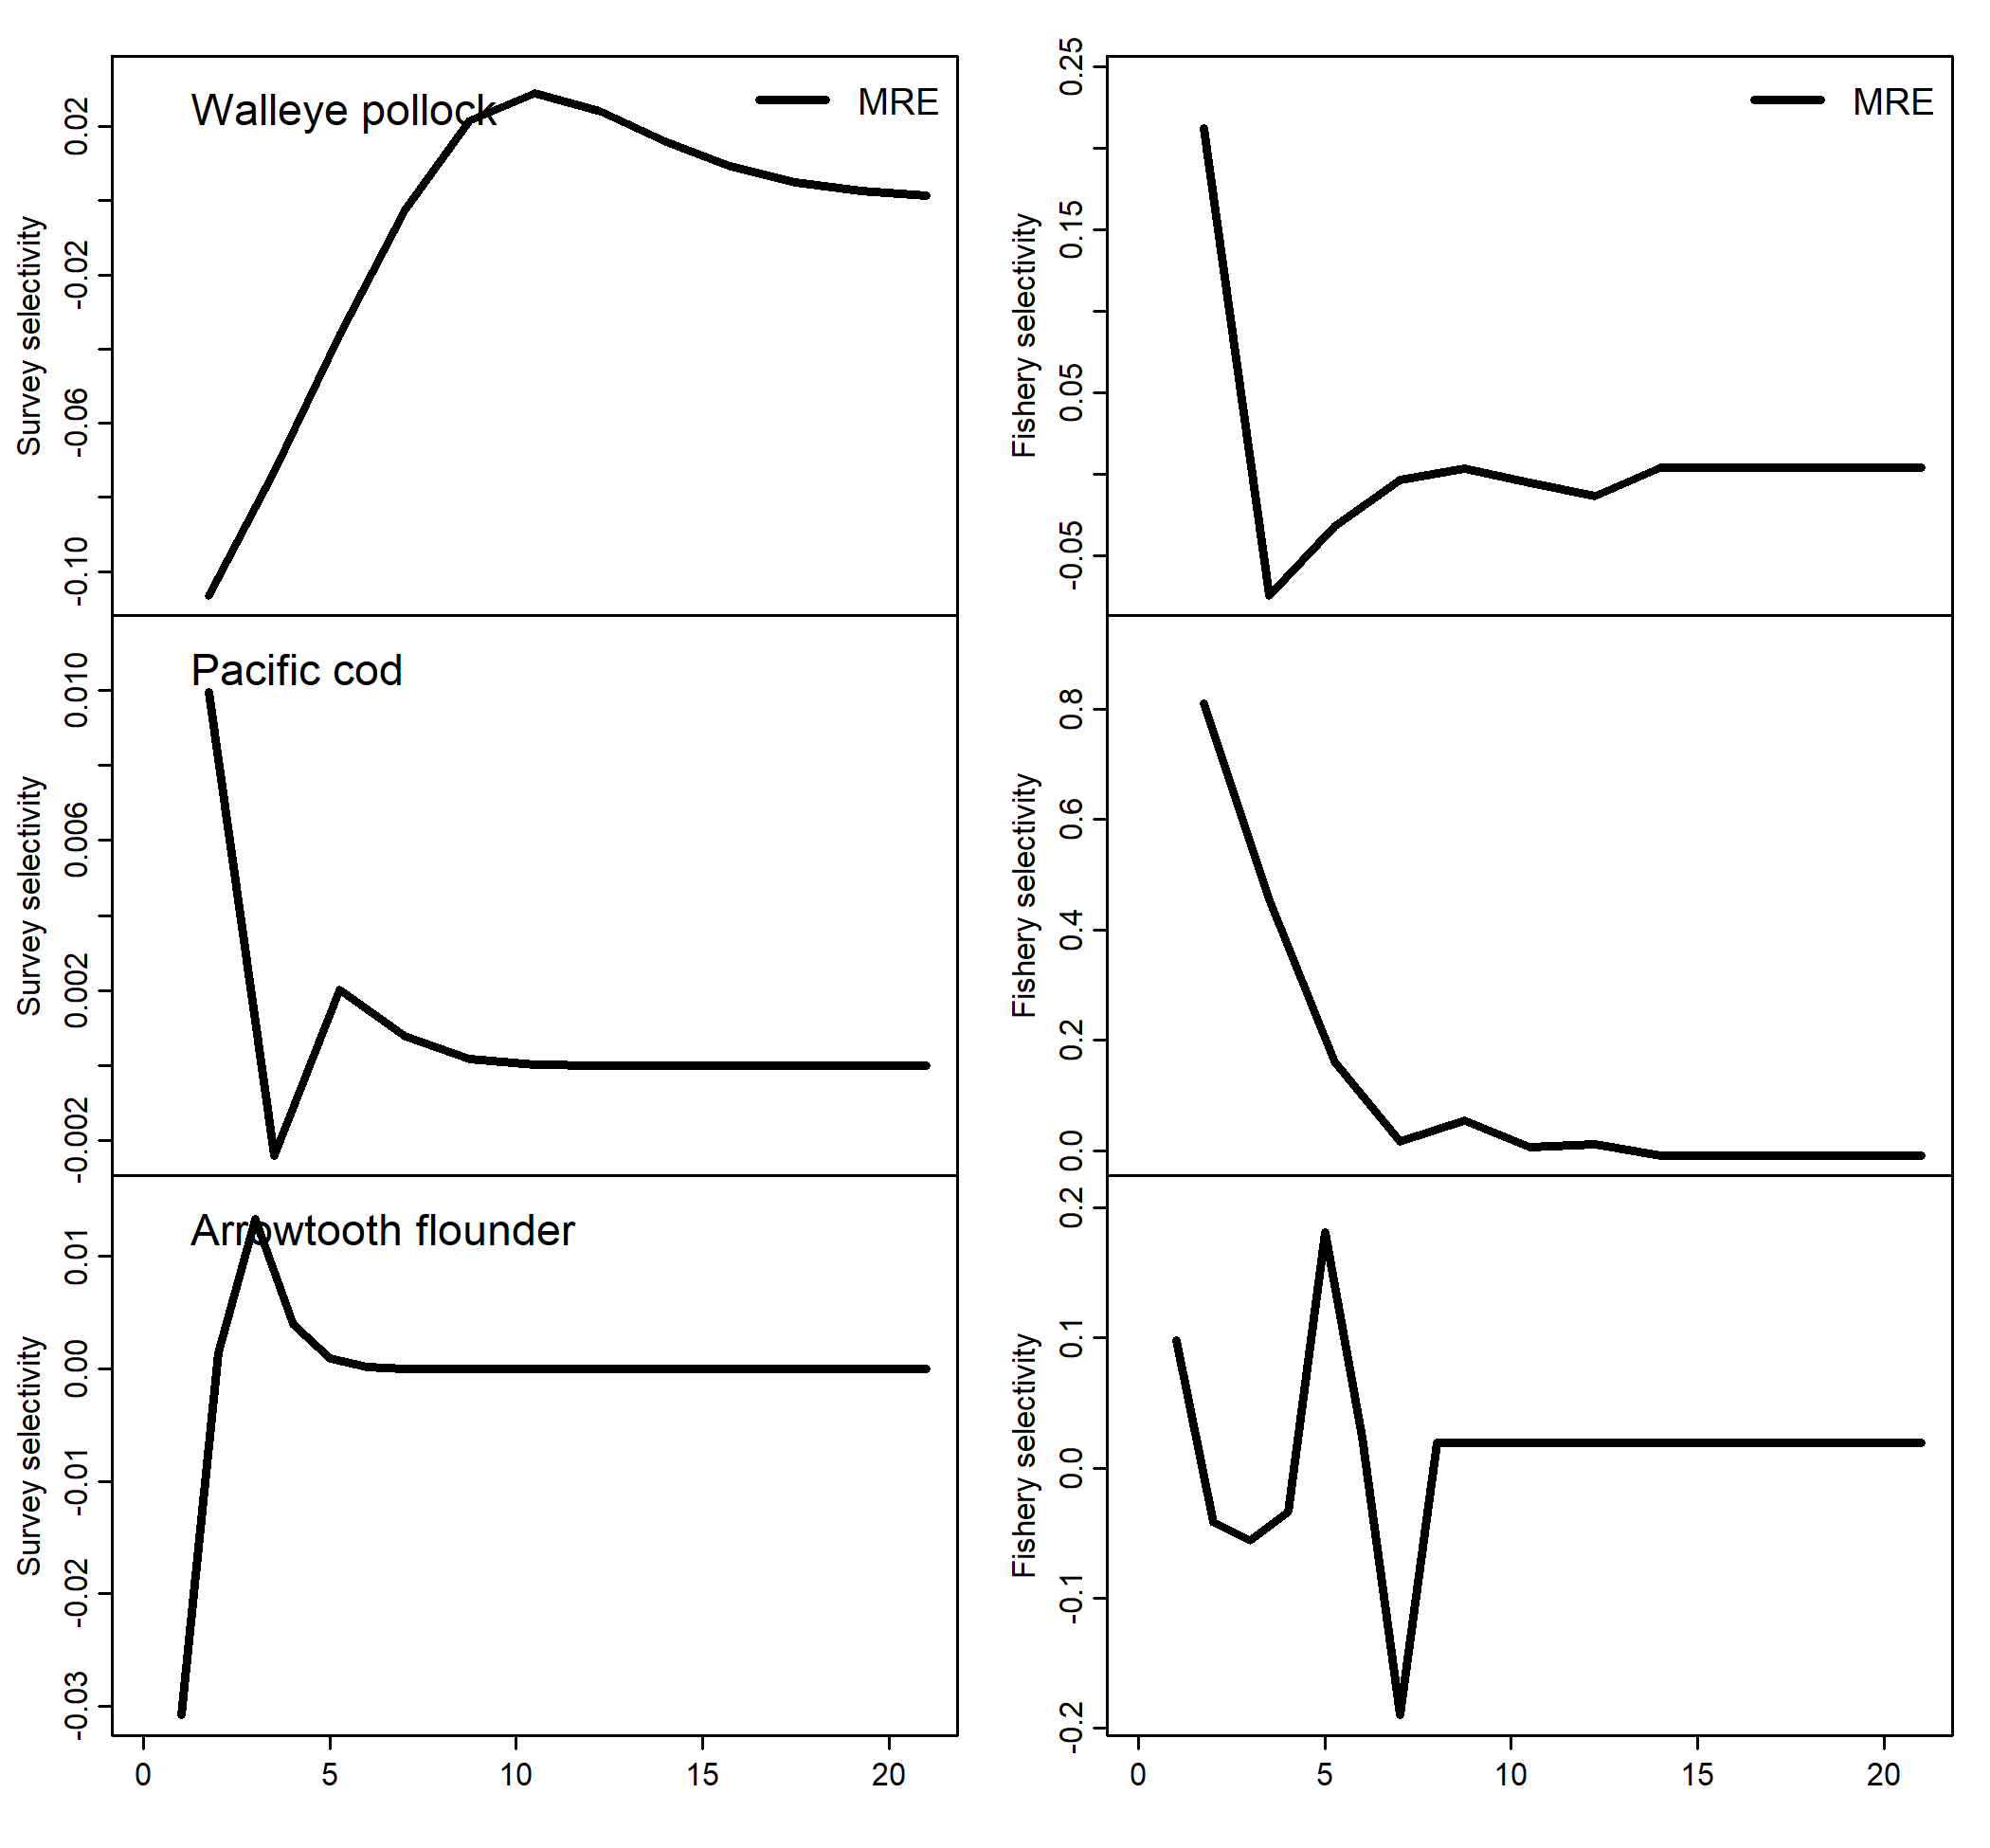 Walleye pollock
MRE
Survey selectivity
0.02
-0.02
-0.06
-0.10
MRE
Fishery selectivity
0.25
0.15
0.05
-0.05
Pacific cod
Survey selectivity
0.010
0.006
0.002
-0.002
Fishery selectivity
0.8
0.6
0.4
0.2
0.0
Arrowtooth flounder
Survey selectivity
0.01
0.00
-0.01
-0.02
-0.03
0 5 10 15 20
Fishery selectivity
0.2
0.1
0.0
-0.1
-0.2
0 5 10 15 20